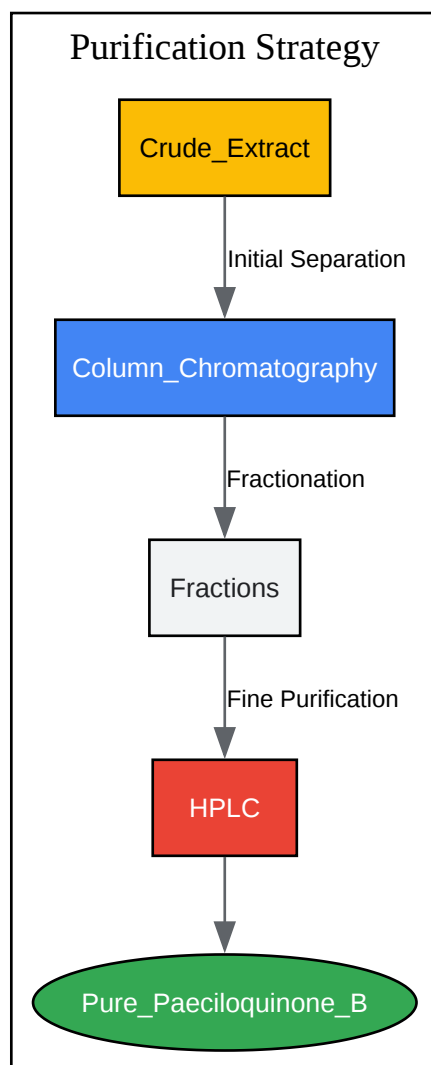 Purification Strategy
Crude_Extract
Initial Separation
Column_Chromatography
Fractionation
Fractions
Fine Purification
HPLC
Pure_Paeciloquinone_B